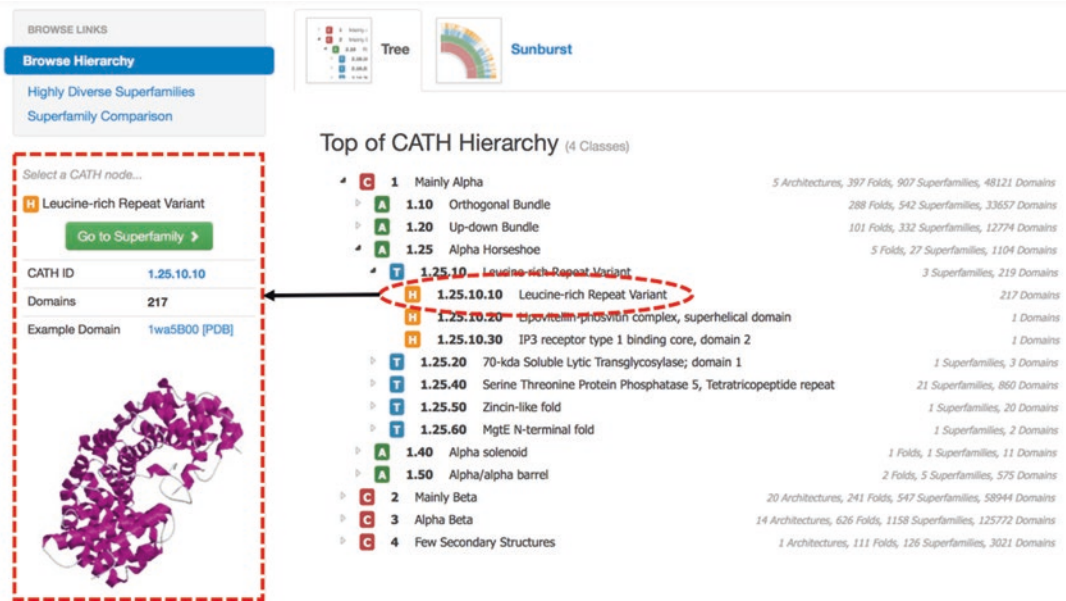 BROWSE LINKS
Browse Hierarchy
Highly Diverse Superfamilies
Superfamily Comparison
Tree
Sunburst
Select a CATH node...
H Leucine-rich Repeat Variant
Go to Superfamily
CATH ID 1.25.10.10
Domains 217
Example Domain 1wa5B00 [PDB]
Top of CATH Hierarchy (4 Classes)
C 1 Mainly Alpha 5 Architectures, 397 Folds, 907 Superfamilies, 48121 Domains
A 1.10 Orthogonal Bundle 288 Folds, 542 Superfamilies, 33657 Domains
A 1.20 Up-down Bundle 101 Folds, 332 Superfamilies, 12774 Domains
A 1.25 Alpha Horseshoe 5 Folds, 27 Superfamilies, 1104 Domains
T 1.25.10 Leucine-rich Repeat Variant 3 Superfamilies, 219 Domains
H 1.25.10.10 Leucine-rich Repeat Variant 217 Domains
H 1.25.10.20 Lipovitellin-phosvitin complex, superhelical domain 1 Domains
H 1.25.10.30 IP3 receptor type 1 binding core, domain 2 1 Domains
T 1.25.20 70-kda Soluble Lytic Transglycosylase; domain 1 1 Superfamilies, 3 Domains
T 1.25.40 Serine Threonine Protein Phosphatase 5, Tetratricopeptide repeat 21 Superfamilies, 860 Domains
T 1.25.50 Zincin-like fold 1 Superfamilies, 20 Domains
T 1.25.60 MgtE N-terminal fold 1 Superfamilies, 2 Domains
A 1.40 Alpha solenoid 1 Folds, 1 Superfamilies, 11 Domains
A 1.50 Alpha/alpha barrel 2 Folds, 5 Superfamilies, 575 Domains
C 2 Mainly Beta 20 Architectures, 241 Folds, 547 Superfamilies, 58944 Domains
C 3 Alpha Beta 14 Architectures, 626 Folds, 1158 Superfamilies, 125772 Domains
C 4 Few Secondary Structures 1 Architectures, 111 Folds, 126 Superfamilies, 3021 Domains